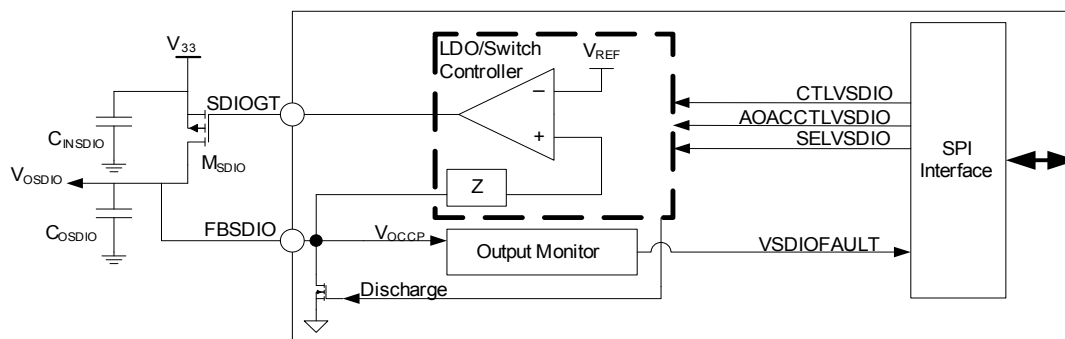 V33
SDIOGT
CINSDIO
MSDIO
VOSDIO
COSDIO
FBSDIO
LDO/Switch
Controller
VREF
−
+
Z
VOCCP
Output Monitor
Discharge
CTLVSDIO
AOACCTLVSDIO
SELVSDIO
VSDIOFAULT
SPI
Interface